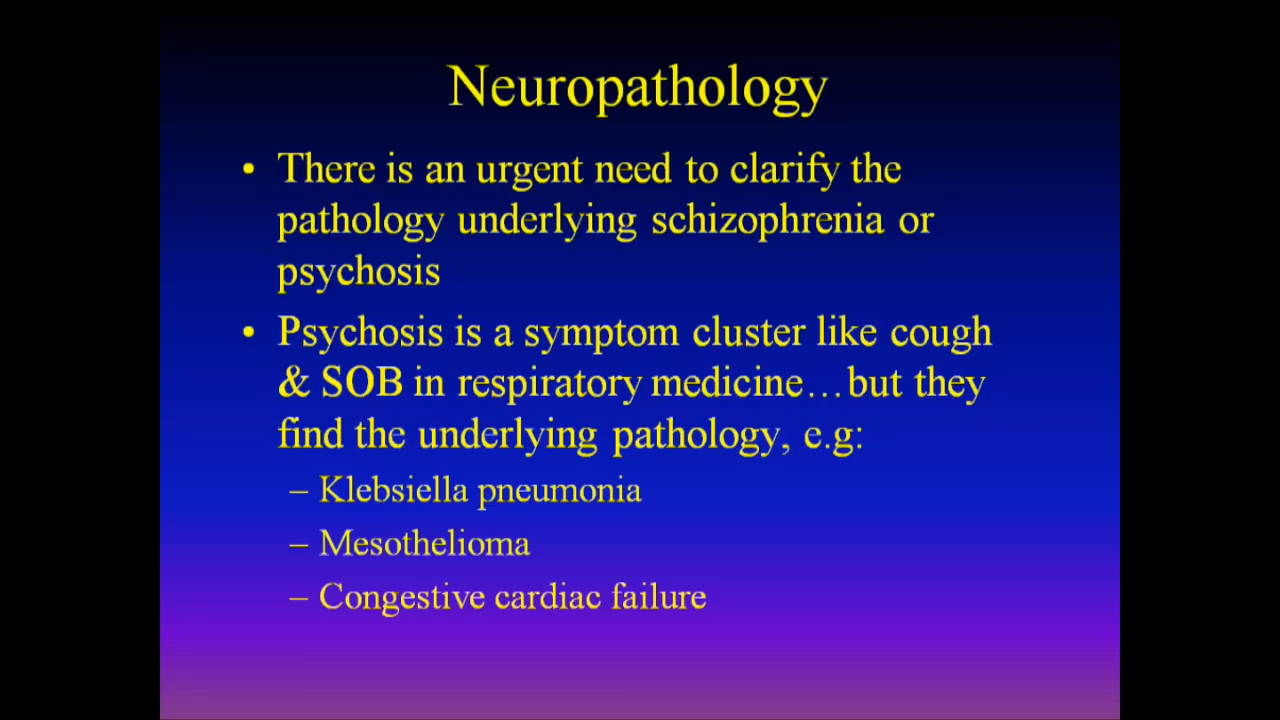 Neuropathology
• There is an urgent need to clarify the
pathology underlying schizophrenia or
psychosis
• Psychosis is a symptom cluster like cough
& SOB in respiratory medicine…but they
find the underlying pathology, e.g:
– Klebsiella pneumonia
– Mesothelioma
– Congestive cardiac failure